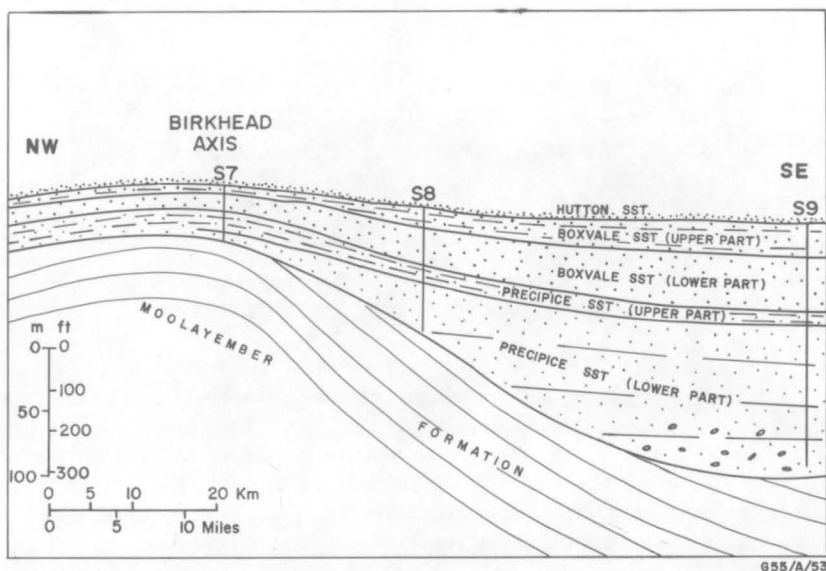 BIRKHEAD
AXIS
NW
SE
S7
S8
S9
HUTTON SST
BOXVALE SST (UPPER PART)
BOXVALE SST (LOWER PART)
PRECIPICE SST (UPPER PART)
PRECIPICE SST (LOWER PART)
MOOLAYEMBER
FORMATION
m ft
0 0
100
50
200
100 300
0 5 10 20 Km
0 5 10 Miles
G55/A/53